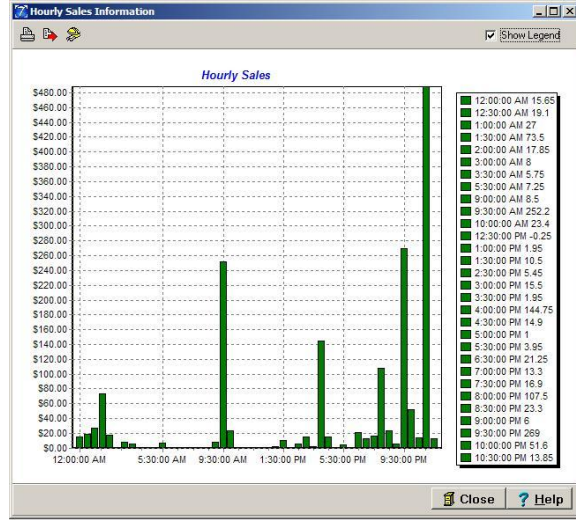 Hourly Sales Information
Show Legend
Hourly Sales
$480.00
$460.00
$440.00
$420.00
$400.00
$380.00
$360.00
$340.00
$320.00
$300.00
$280.00
$260.00
$240.00
$220.00
$200.00
$180.00
$160.00
$140.00
$120.00
$100.00
$80.00
$60.00
$40.00
$20.00
$0.00
12:00:00 AM 5:30:00 AM 9:30:00 AM 1:30:00 PM 5:30:00 PM 9:30:00 PM
12:00:00 AM 15.65
12:30:00 AM 19.1
1:00:00 AM 27
1:30:00 AM 73.5
2:00:00 AM 17.85
3:00:00 AM 8
3:30:00 AM 5.75
5:30:00 AM 7.25
9:00:00 AM 8.5
9:30:00 AM 252.2
10:00:00 AM 23.4
12:30:00 PM -0.25
1:00:00 PM 1.95
1:30:00 PM 10.5
2:30:00 PM 5.45
3:00:00 PM 15.5
3:30:00 PM 1.95
4:00:00 PM 144.75
4:30:00 PM 14.9
5:00:00 PM 1
5:30:00 PM 3.95
6:30:00 PM 21.25
7:00:00 PM 13.3
7:30:00 PM 16.9
8:00:00 PM 107.5
8:30:00 PM 23.3
9:00:00 PM 6
9:30:00 PM 269
10:00:00 PM 51.6
10:30:00 PM 13.85
Close
? Help